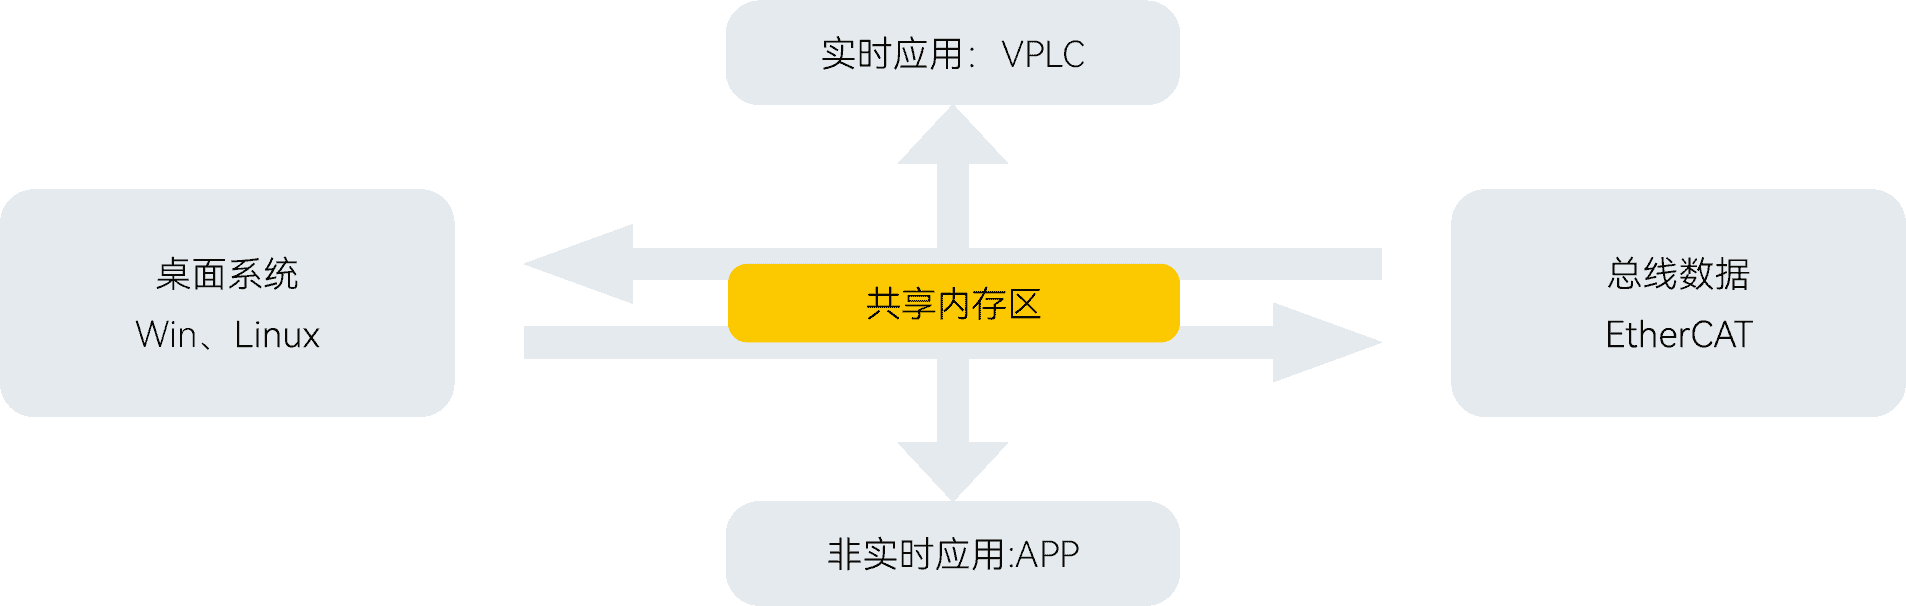 实时应用：VPLC
桌面系统
Win、Linux
共享内存区
总线数据
EtherCAT
非实时应用:APP